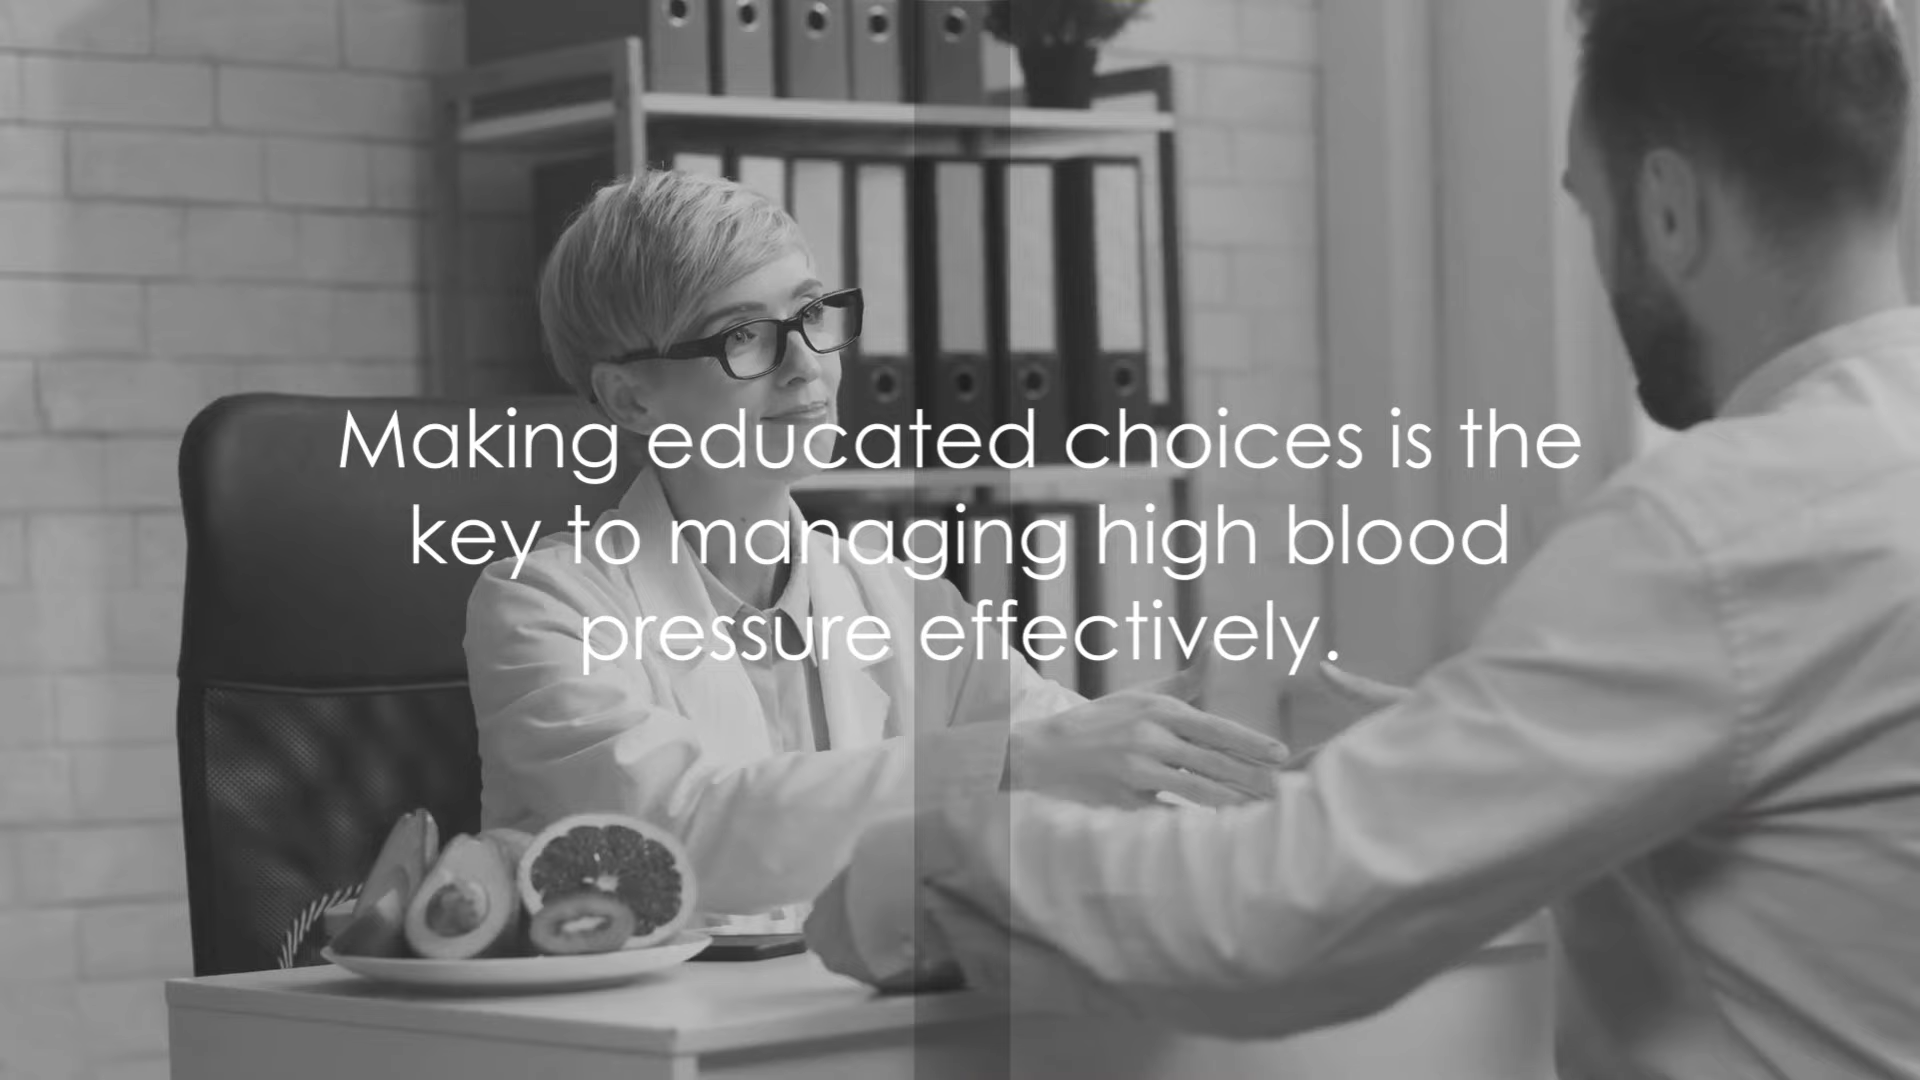 Making educated choices is the
key to managing high blood
pressure effectively.